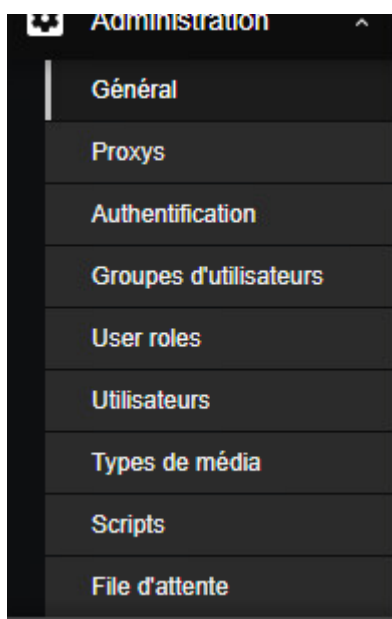 Administration
Général
Proxys
Authentification
Groupes d'utilisateurs
User roles
Utilisateurs
Types de média
Scripts
File d'attente